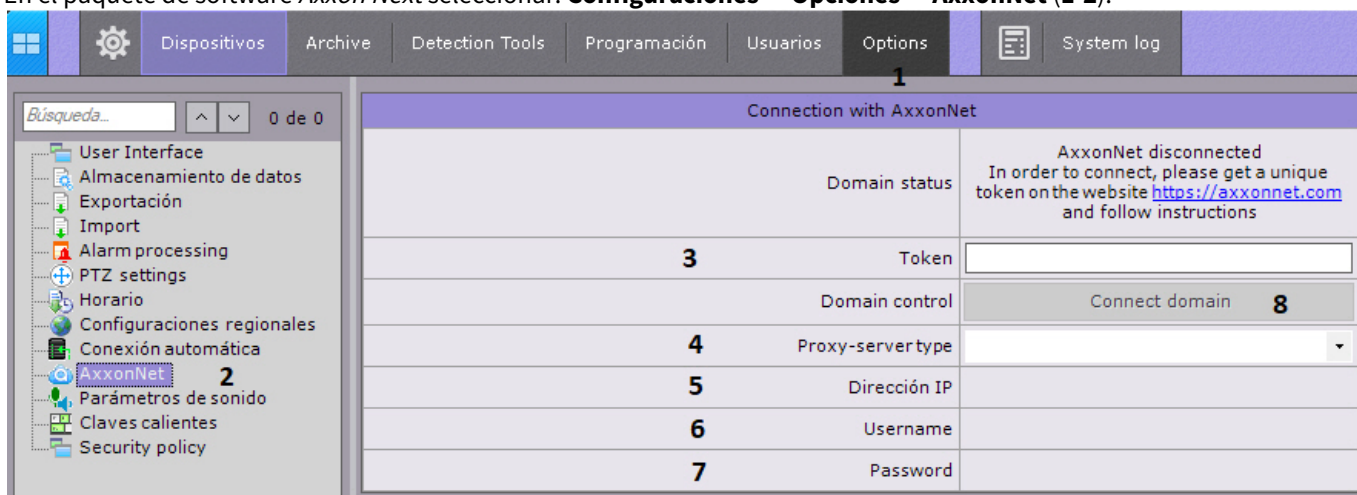 En el paquete de software Axxon Next seleccionar: Configuraciones — Opciones — AxxonNet (1-2).
Dispositivos Archive Detection Tools Programación Usuarios Options System log
1
Búsqueda... 0 de 0
User Interface
Almacenamiento de datos
Exportación
Import
Alarm processing
PTZ settings
Horario
Configuraciones regionales
Conexión automática
AxxonNet 2
Parámetros de sonido
Claves calientes
Security policy
Connection with AxxonNet
Domain status
AxxonNet disconnected
In order to connect, please get a unique
token on the website https://axxonnet.com
and follow instructions
3 Token
Domain control Connect domain 8
4 Proxy-server type
5 Dirección IP
6 Username
7 Password